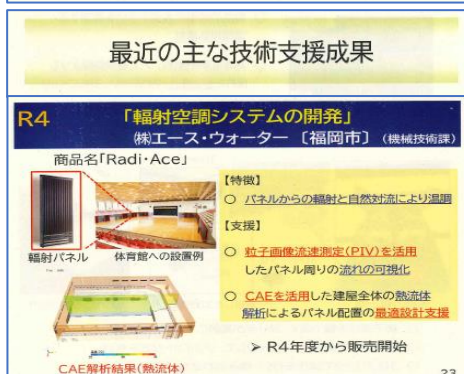 最近の主な技術支援成果
R4 「輻射空調システムの開発」
㈱エース・ウォーター 〔福岡市〕 (機械技術課)
商品名「Radi・Ace」
輻射パネル 体育館への設置例
【特徴】
○ パネルからの輻射と自然対流により温調
【支援】
○ 粒子画像流速測定(PIV)を活用
したパネル周りの流れの可視化
○ CAEを活用した建屋全体の熱流体
解析によるパネル配置の最適設計支援
➢ R4年度から販売開始
CAE解析結果(熱流体)
23